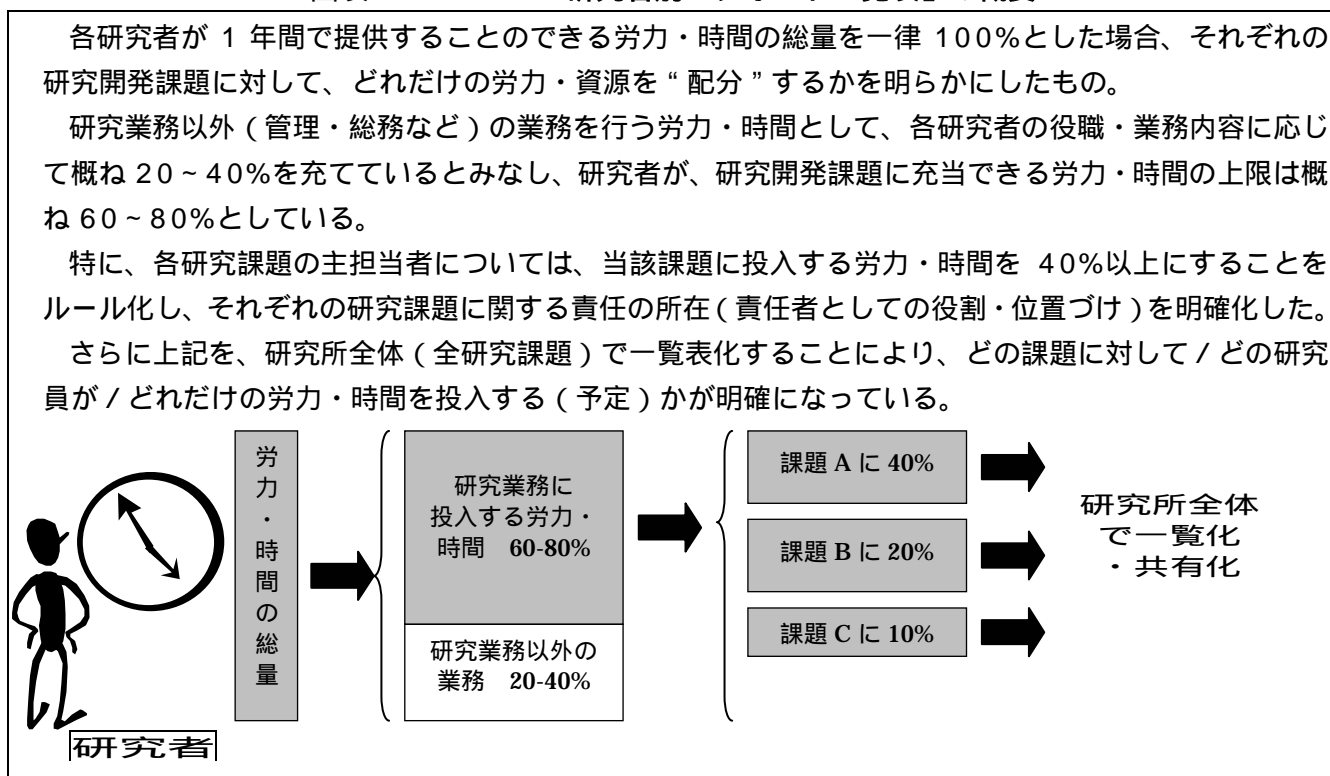 各研究者が 1 年間で提供することのできる労力・時間の総量を一律 100%とした場合、それぞれの
研究開発課題に対して、どれだけの労力・資源を“配分”するかを明らかにしたもの。
研究業務以外(管理・総務など)の業務を行う労力・時間として、各研究者の役職・業務内容に応じ
て概ね 20~40%を充てているとみなし、研究者が、研究開発課題に充当できる労力・時間の上限は概
ね 60~80%としている。
特に、各研究課題の主担当者については、当該課題に投入する労力・時間を 40%以上にすることを
ルール化し、それぞれの研究課題に関する責任の所在(責任者としての役割・位置づけ)を明確化した。
さらに上記を、研究所全体(全研究課題)で一覧表化することにより、どの課題に対して/どの研究
員が/どれだけの労力・時間を投入する(予定)かが明確になっている。
労力・時間の総量
研究業務に
投入する労力・
時間 60-80%
研究業務以外の
業務 20-40%
課題 A に 40%
課題 B に 20%
課題 C に 10%
研究所全体
で一覧化
・共有化
研究者